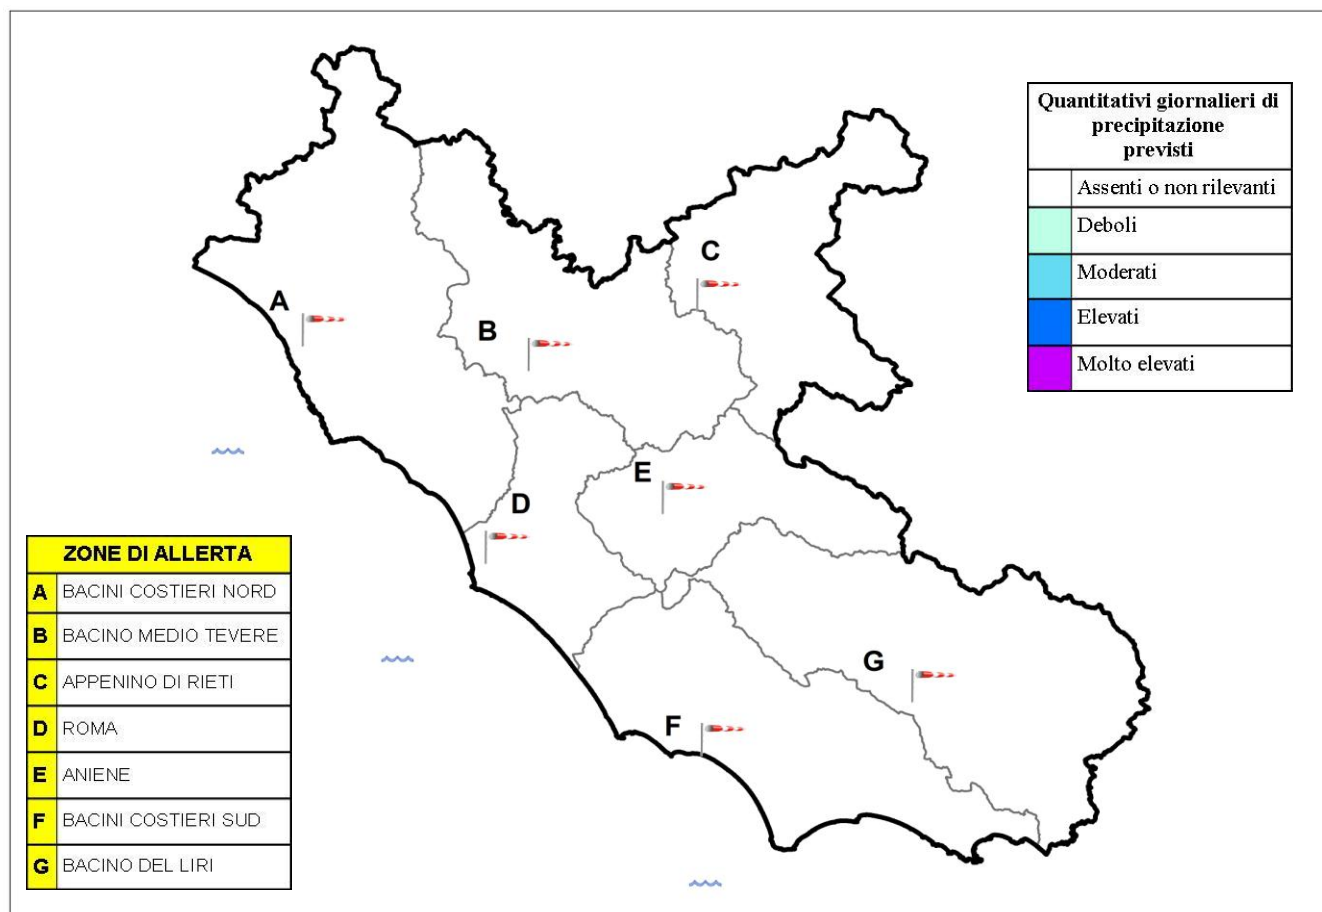 Quantitativi giornalieri di
precipitazione
previsti
Assenti o non rilevanti
Deboli
Moderati
Elevati
Molto elevati
C
A
B
E
D
G
F
ZONE DI ALLERTA
A BACINI COSTIERI NORD
B BACINO MEDIO TEVERE
C APPENINO DI RIETI
D ROMA
E ANIENE
F BACINI COSTIERI SUD
G BACINO DEL LIRI